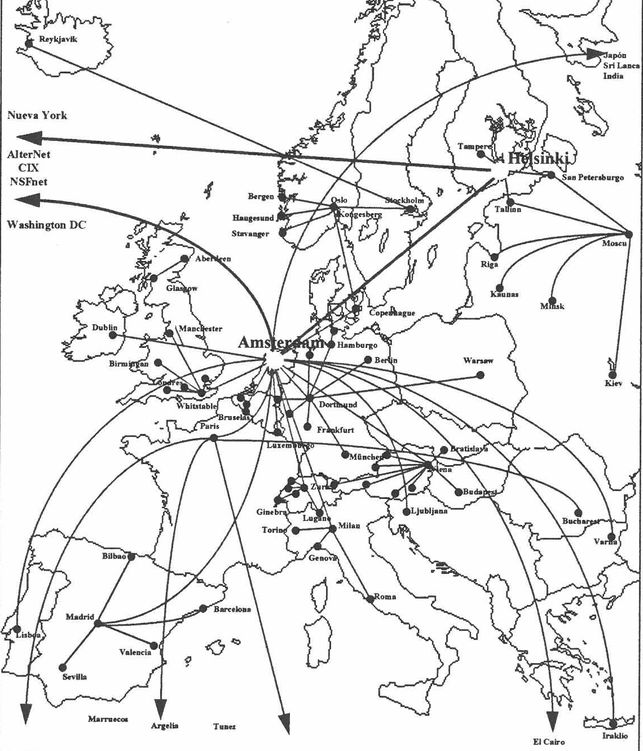 Reykjavik
Japón
Sri Lanca
India
Nueva York
AlterNet
CIX
NSFnet
Washington DC
Tampere
Helsinki
San Petersburgo
Tallinn
Moscu
Bergen
Oslo
Stockholm
Haugesund
Kongesberg
Stavanger
Riga
Kaunas
Minsk
Kiev
Aberdeen
Glasgow
Copenhague
Dublin
Manchester
Amsterdam
Hamburgo
Berlin
Warsaw
Birmingan
Londres
Whitstable
Bruselas
Dortmund
Paris
Frankfurt
Luxemburgo
München
Bratislava
Viena
Budapest
Ginebra
Lugano
Ljubljana
Bucharest
Varna
Torino
Milan
Genova
Roma
Bilbao
Madrid
Barcelona
Lisboa
Valencia
Sevilla
Marruecos
Argelia
Tunez
El Cairo
Iraklio